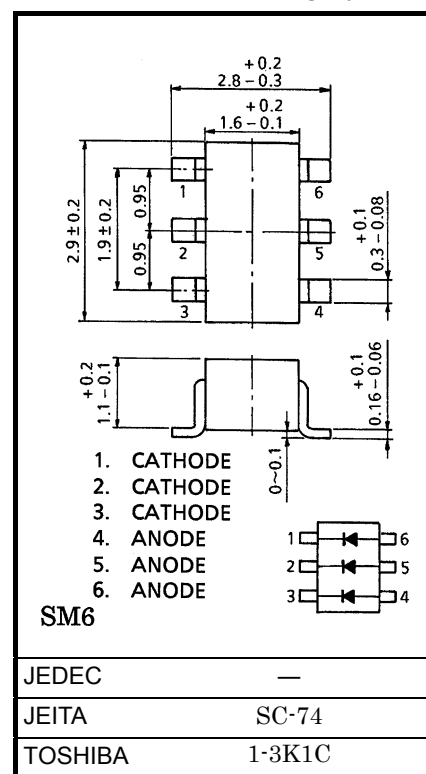 +0.2
2.8 – 0.3
+0.2
1.6 – 0.1
2.9 ± 0.2
1.9 ± 0.2
0.95
0.95
1
2
3
6
5
4
+0.1
0.3 – 0.08
+0.2
1.1 – 0.1
+0.1
0.16 – 0.06
0~0.1
1. CATHODE
2. CATHODE
3. CATHODE
4. ANODE
5. ANODE
6. ANODE
1 6
2 5
3 4
SM6
JEDEC —
JEITA SC-74
TOSHIBA 1-3K1C